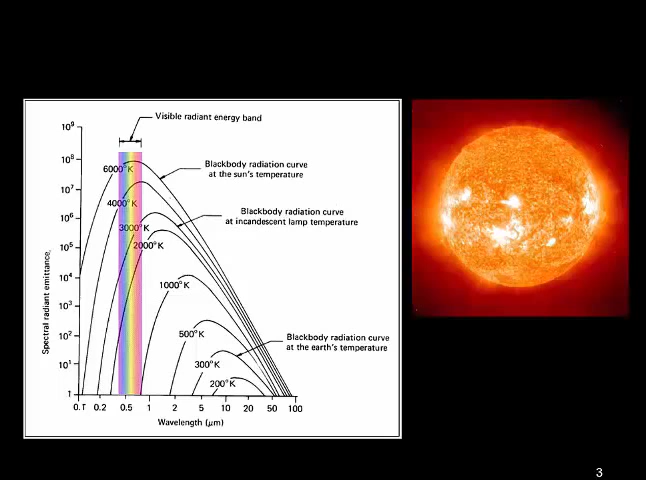 Visible radiant energy band
10⁹
10⁸
10⁷
10⁶
10⁵
10⁴
10³
10²
10¹
1
Spectral radiant emittance,
6000°K
4000°K
3000°K
2000°K
1000°K
500°K
300°K
200°K
Blackbody radiation curve
at the sun's temperature
Blackbody radiation curve
at incandescent lamp temperature
Blackbody radiation curve
at the earth's temperature
0.1 0.2 0.5 1 2 5 10 20 50 100
Wavelength (μm)
3